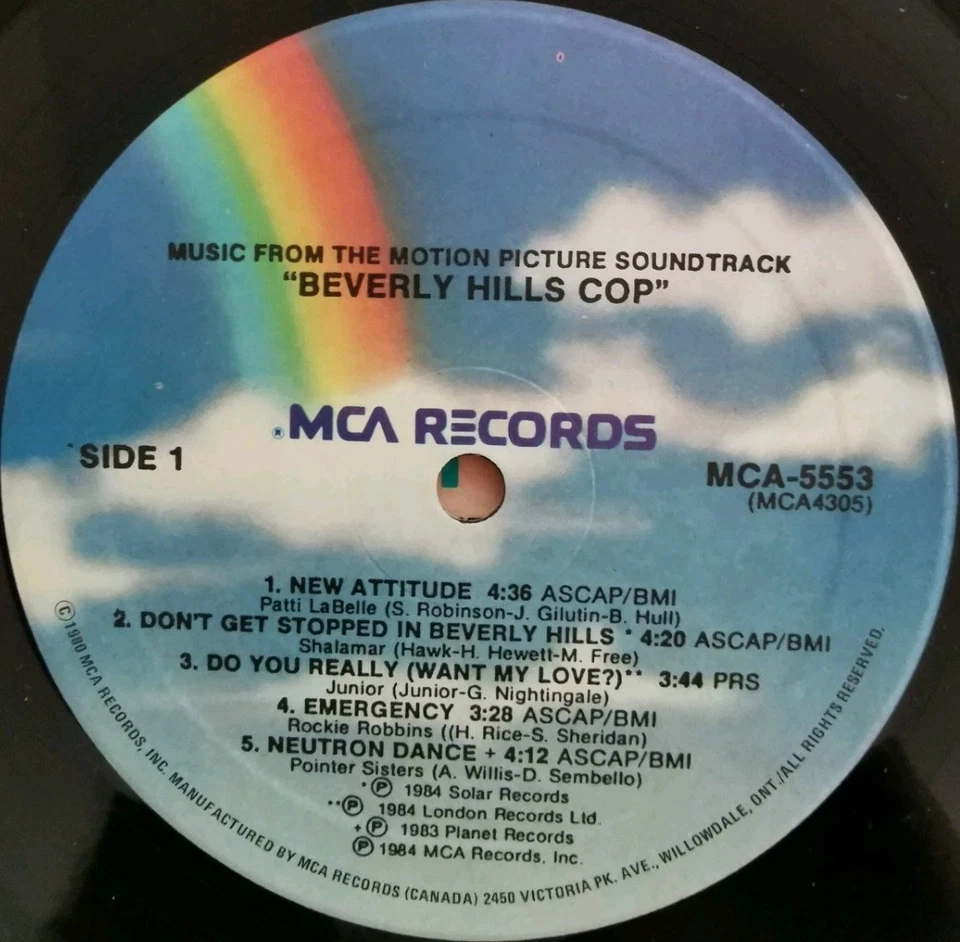 MUSIC FROM THE MOTION PICTURE SOUNDTRACK
“BEVERLY HILLS COP”
® MCA RECORDS
SIDE 1
MCA-5553
(MCA4305)
1. NEW ATTITUDE 4:36 ASCAP/BMI
Patti LaBelle (S. Robinson-J. Gilutin-B. Hull)
2. DON'T GET STOPPED IN BEVERLY HILLS * 4:20 ASCAP/BMI
Shalamar (Hawk-H. Hewett-M. Free)
3. DO YOU REALLY (WANT MY LOVE?)** 3:44 PRS
Junior (Junior-G. Nightingale)
4. EMERGENCY 3:28 ASCAP/BMI
Rockie Robbins ((H. Rice-S. Sheridan)
5. NEUTRON DANCE + 4:12 ASCAP/BMI
Pointer Sisters (A. Willis-D. Sembello)
*℗ 1984 Solar Records
**℗ 1984 London Records Ltd.
+℗ 1983 Planet Records
℗ 1984 MCA Records, Inc.
©1980 MCA RECORDS, INC. MANUFACTURED BY MCA RECORDS (CANADA) 2450 VICTORIA PK. AVE., WILLOWDALE, ONT./ALL RIGHTS RESERVED.